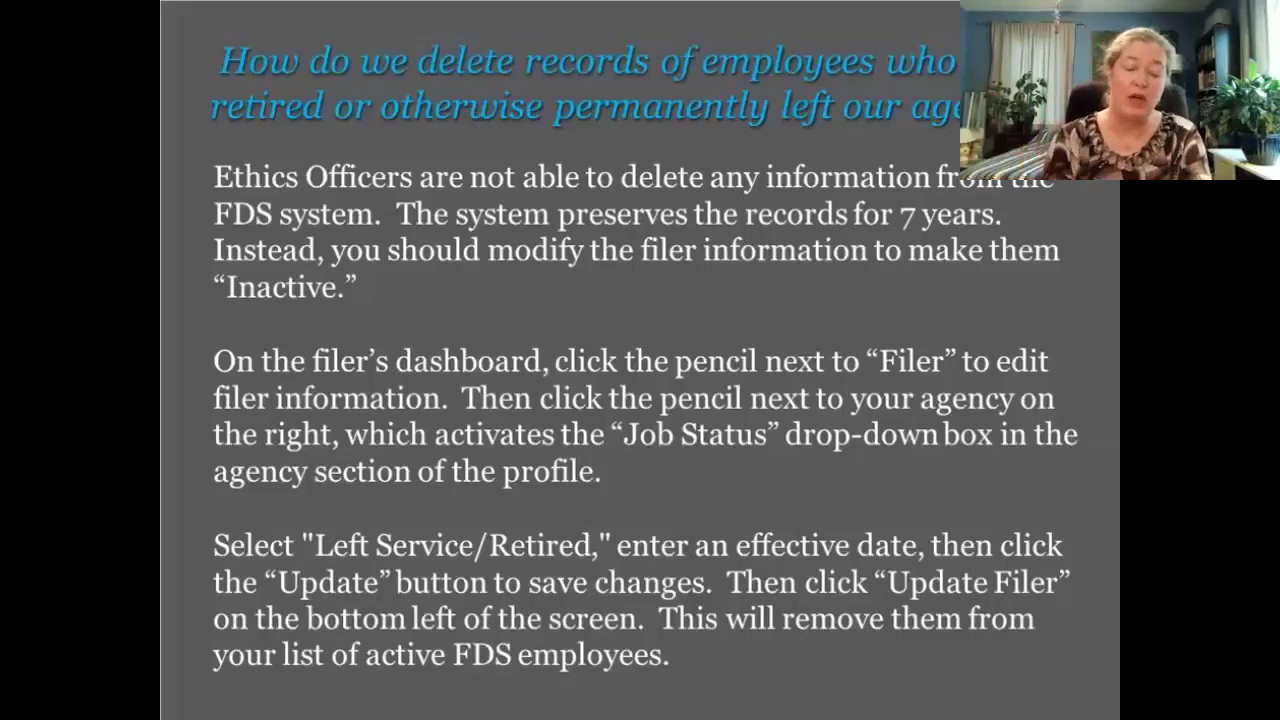 How do we delete records of employees who
retired or otherwise permanently left our
Ethics Officers are not able to delete any information from the
FDS system. The system preserves the records for 7 years.
Instead, you should modify the filer information to make them
“Inactive.”
On the filer’s dashboard, click the pencil next to “Filer” to edit
filer information. Then click the pencil next to your agency on
the right, which activates the “Job Status” drop-down box in the
agency section of the profile.
Select "Left Service/Retired," enter an effective date, then click
the “Update” button to save changes. Then click “Update Filer”
on the bottom left of the screen. This will remove them from
your list of active FDS employees.